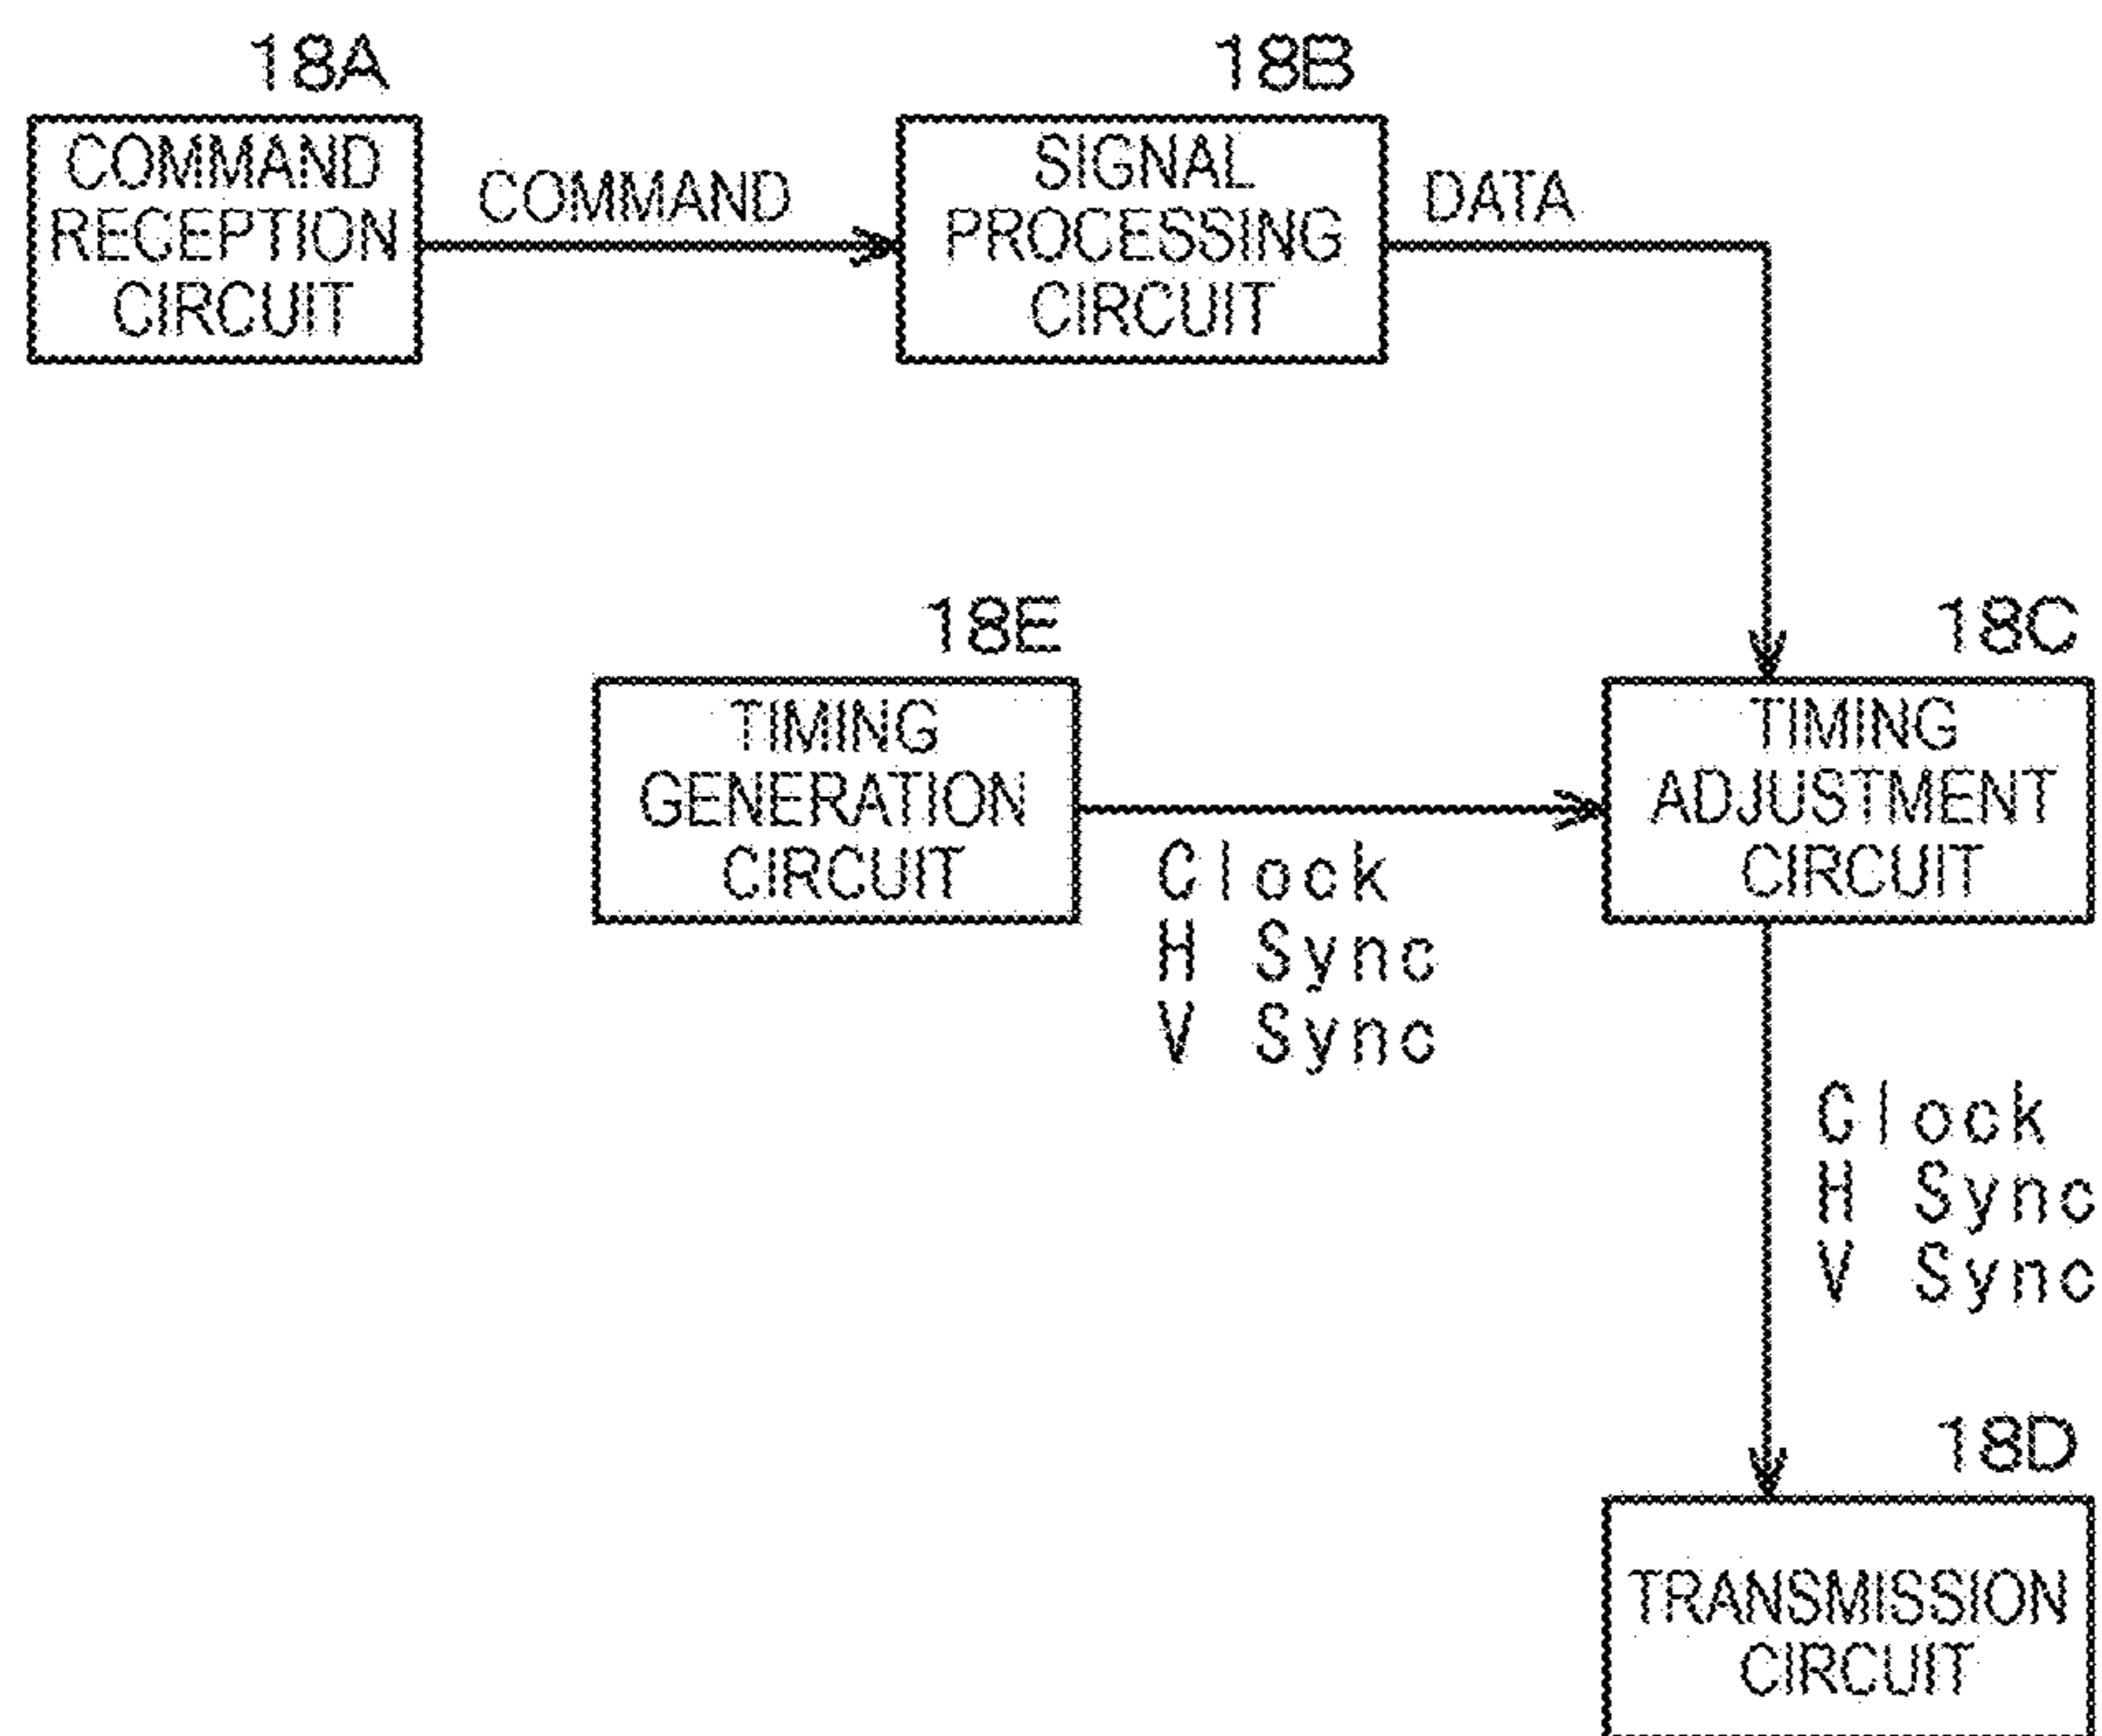 18A
COMMAND
RECEPTION
CIRCUIT
COMMAND
18B
SIGNAL
PROCESSING
CIRCUIT
DATA
18E
TIMING
GENERATION
CIRCUIT
Clock
H Sync
V Sync
18C
TIMING
ADJUSTMENT
CIRCUIT
Clock
H Sync
V Sync
18D
TRANSMISSION
CIRCUIT